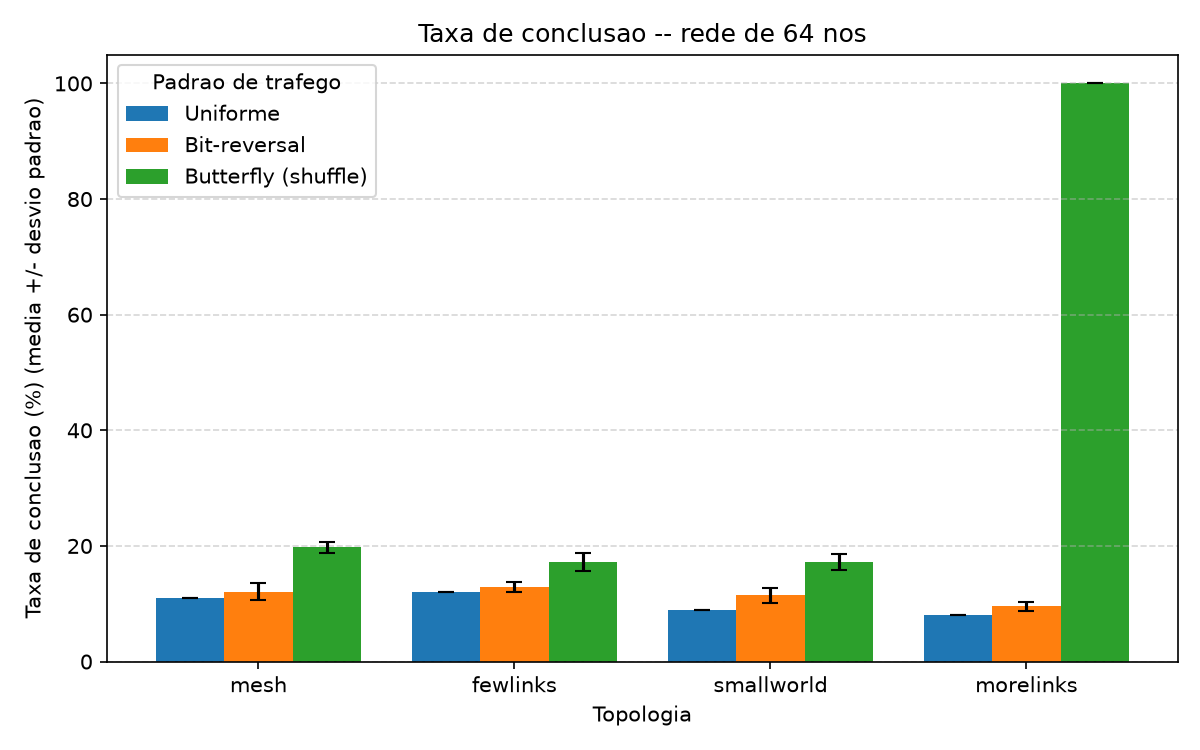 Taxa de conclusao -- rede de 64 nos
Taxa de conclusao (%) (media +/- desvio padrao)
100
80
60
40
20
0
Padrao de trafego
Uniforme
Bit-reversal
Butterfly (shuffle)
mesh
fewlinks
smallworld
morelinks
Topologia